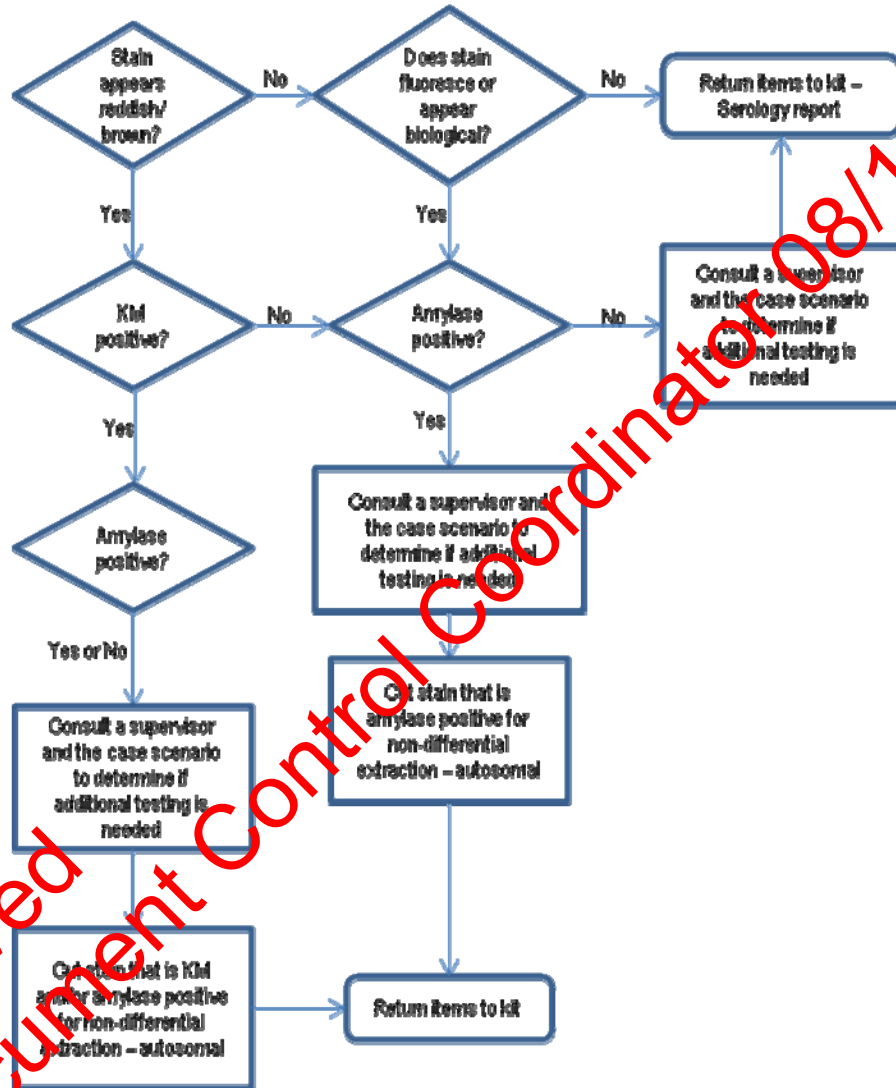 Stain
appears
reddish/
brown?
No
Does stain
fluoresce or
appear
biological?
No
Return items to kit –
Serology report
Yes
Yes
KM
positive?
No
Amylase
positive?
No
Consult a supervisor
and the case scenario
to determine if
additional testing is
needed
Yes
Yes
Amylase
positive?
Consult a supervisor and
the case scenario to
determine if additional
testing is needed
Yes or No
Consult a supervisor
and the case scenario
to determine if
additional testing is
needed
Cut stain that is
amylase positive for
non-differential
extraction – autosomal
Cut stain that is KM
and/or amylase positive
for non-differential
extraction – autosomal
Return items to kit
Control Coordinator 08/1